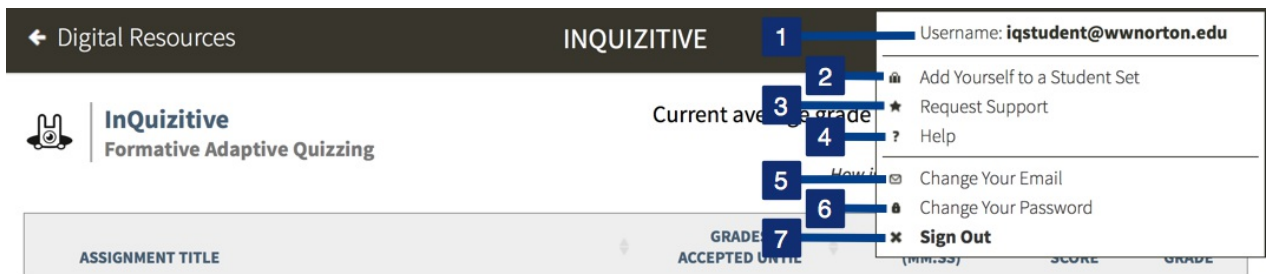 Digital Resources
INQUIZITIVE
1
Username: iqstudent@wwnorton.edu
2
Add Yourself to a Student Set
3
Request Support
4
? Help
5
Change Your Email
6
Change Your Password
7
Sign Out
InQuizitive
Formative Adaptive Quizzing
Current average grade
How
ASSIGNMENT TITLE
GRADES
ACCEPTED UNTIL
(MM:SS)
SCORE
GRADE